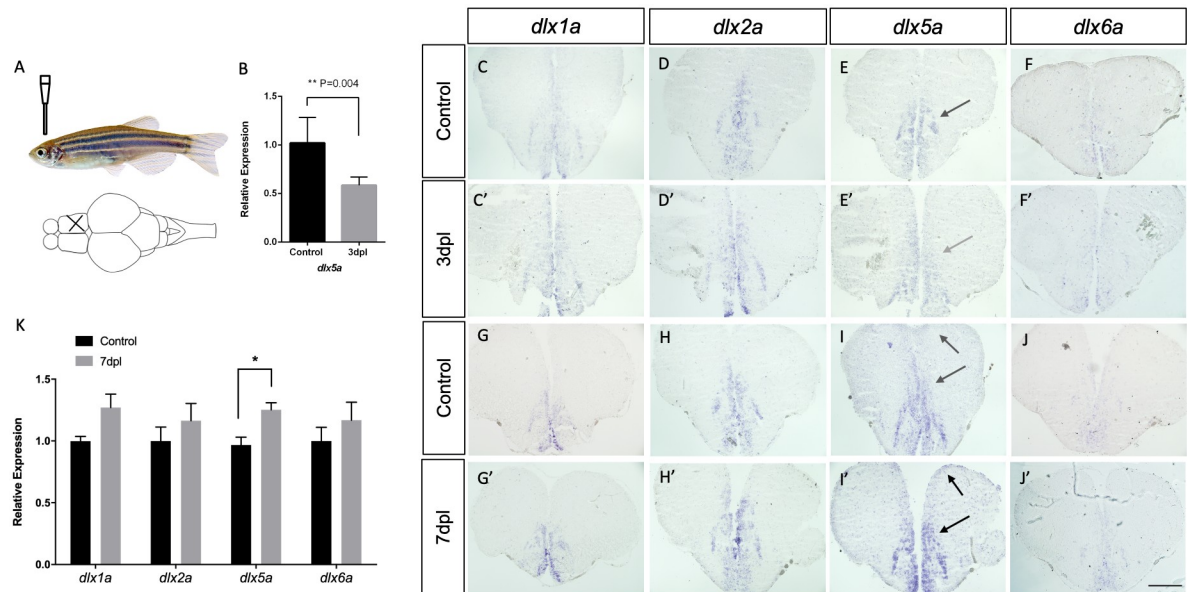 dlx1a dlx2a dlx5a dlx6a
A
B
** P=0.004
Relative Expression
1.5
1.0
0.5
0.0
Control 3dpl
dlx5a
Control
C D E F
3dpl
C’ D’ E’ F’
Control
G H I J
7dpl
G’ H’ I’ J’
K
Control
7dpl
*
Relative Expression
1.5
1.0
0.5
0.0
dlx1a dlx2a dlx5a dlx6a